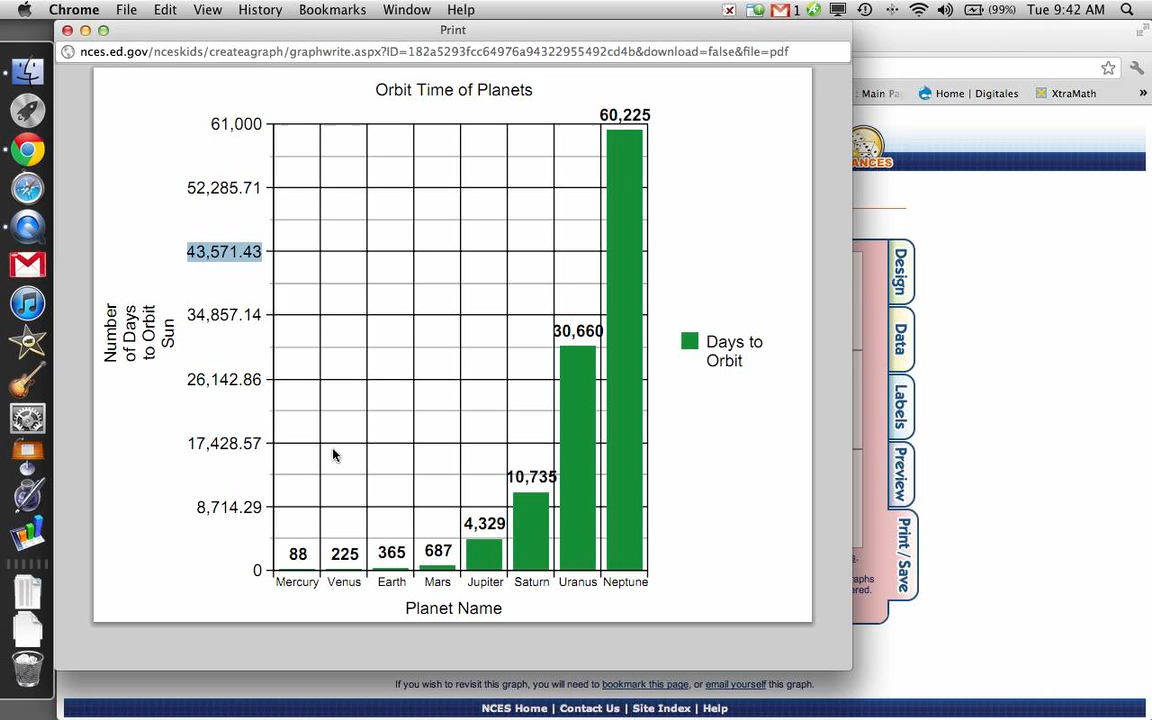 Chrome File Edit View History Bookmarks Window Help 1 (99%) Tue 9:42 AM
Print
nces.ed.gov/nceskids/createagraph/graphwrite.aspx?ID=182a5293fcc64976a94322955492cd4b&download=false&file=pdf
: Main Pa Home | Digitales XtraMath »
Orbit Time of Planets
60,225
61,000
52,285.71
43,571.43
34,857.14
30,660
26,142.86
17,428.57
10,735
8,714.29
4,329
88 225 365 687
0
Mercury Venus Earth Mars Jupiter Saturn Uranus Neptune
Planet Name
Number
of Days
to Orbit
Sun
Days to
Orbit
ANCES
Design
Data
Labels
Preview
Print / Save
aphs
ered.
If you wish to revisit this graph, you will need to bookmark this page, or email yourself this graph.
NCES Home | Contact Us | Site Index | Help